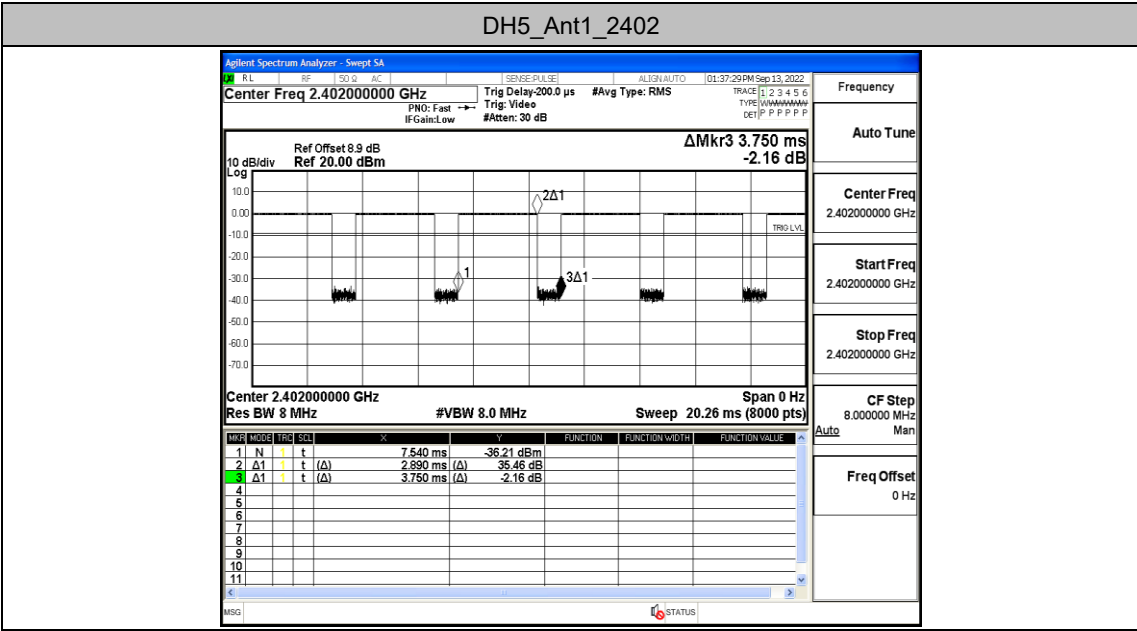 DH5_Ant1_2402
Agilent Spectrum Analyzer - Swept SA
LXI RL RF 50 Ω AC SENSE:PULSE ALIGN AUTO 01:37:29 PM Sep 13, 2022
Center Freq 2.402000000 GHz Trig Delay-200.0 µs #Avg Type: RMS TRACE 1 2 3 4 5 6
PNO: Fast Trig: Video TYPE
IFGain:Low #Atten: 30 dB DET P P P P P P
ΔMkr3 3.750 ms
-2.16 dB
Ref Offset 8.9 dB
10 dB/div Ref 20.00 dBm
Log
10.0
0.00
-10.0
-20.0
-30.0
-40.0
-50.0
-60.0
-70.0
2Δ1
TRIG LVL
1
3Δ1
Center 2.402000000 GHz Span 0 Hz
Res BW 8 MHz #VBW 8.0 MHz Sweep 20.26 ms (8000 pts)
MKR MODE TRC SCL X Y FUNCTION FUNCTION WIDTH FUNCTION VALUE
1 N 1 t 7.540 ms -36.21 dBm
2 Δ1 1 t (Δ) 2.890 ms (Δ) 35.46 dB
3 Δ1 1 t (Δ) 3.750 ms (Δ) -2.16 dB
4
5
6
7
8
9
10
11
MSG STATUS
Frequency
Auto Tune
Center Freq
2.402000000 GHz
Start Freq
2.402000000 GHz
Stop Freq
2.402000000 GHz
CF Step
8.000000 MHz
Auto Man
Freq Offset
0 Hz